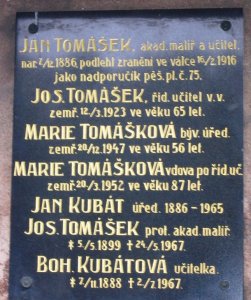 JAN TOMÁŠEK, akad. malíř a učitel,
nar. 7/12.1886, podlehl zranění ve válce 16/2.1916
jako nadporučík pěš. pl. č. 75.
JOS. TOMÁŠEK, říd. učitel v. v.
zemř. 12/3.1923 ve věku 65 let.
MARIE TOMÁŠKOVÁ býv. úřed.
zemř. 20/12.1947 ve věku 56 let.
MARIE TOMÁŠKOVÁ vdova po říd. uč.
zemř. 20/3.1952 ve věku 87 let.
JAN KUBÁT úřed. 1886-1965
JOS. TOMÁŠEK prof. akad. malíř.
* 5/5.1899 † 24/5.1967.
BOH. KUBÁTOVÁ učitelka.
* 7/11.1888 † 2/2.1967.